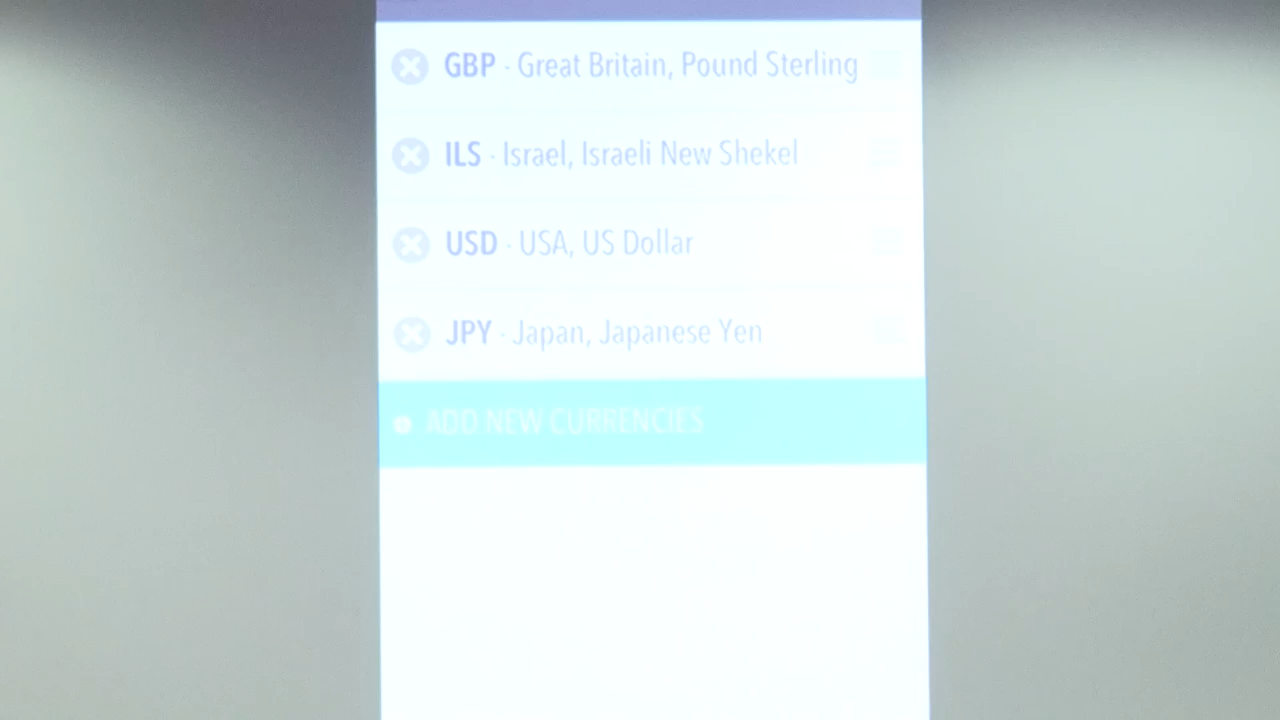 GBP - Great Britain, Pound Sterling
ILS - Israel, Israeli New Shekel
USD - USA, US Dollar
JPY - Japan, Japanese Yen
ADD NEW CURRENCIES